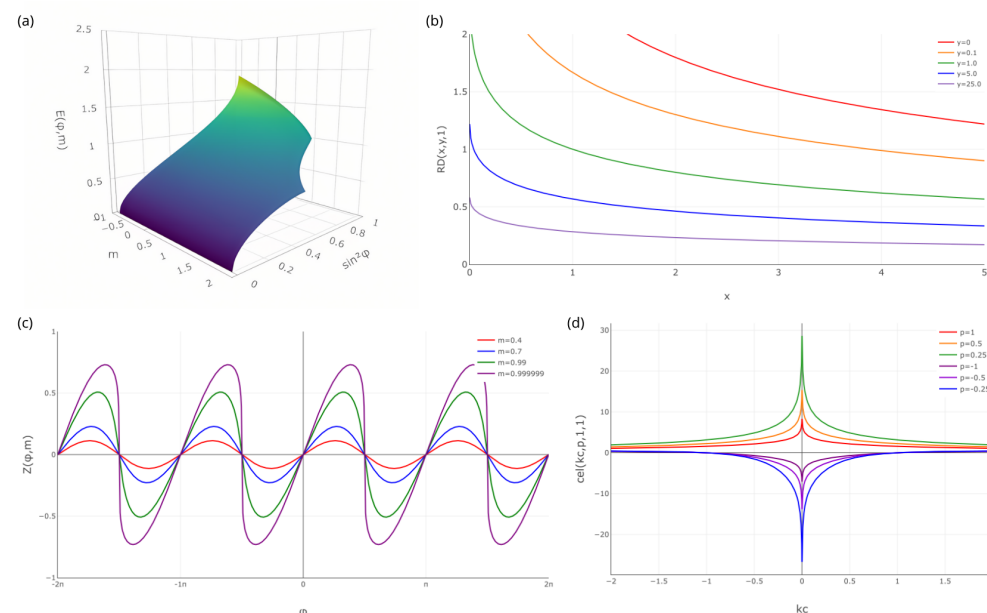 (a)
2.5
2
1.5
1
0.5
0
E(φ,m)
−1
−0.5
0
0.5
1
1.5
2
m
0
0.2
0.4
0.6
0.8
1
sin²φ
(b)
2
1.5
1
0.5
0
RD(x,y,1)
0
1
2
3
4
5
x
y=0
y=0.1
y=1.0
y=5.0
y=25.0
(c)
1
0.5
0
−0.5
−1
Z(φ,m)
−2π
−1π
0
π
2π
φ
m=0.4
m=0.7
m=0.99
m=0.999999
(d)
30
20
10
0
−10
−20
cel(kc,p,1,1)
−2
−1.5
−1
−0.5
0
0.5
1
1.5
kc
p=1
p=0.5
p=0.25
p=-1
p=-0.5
p=-0.25